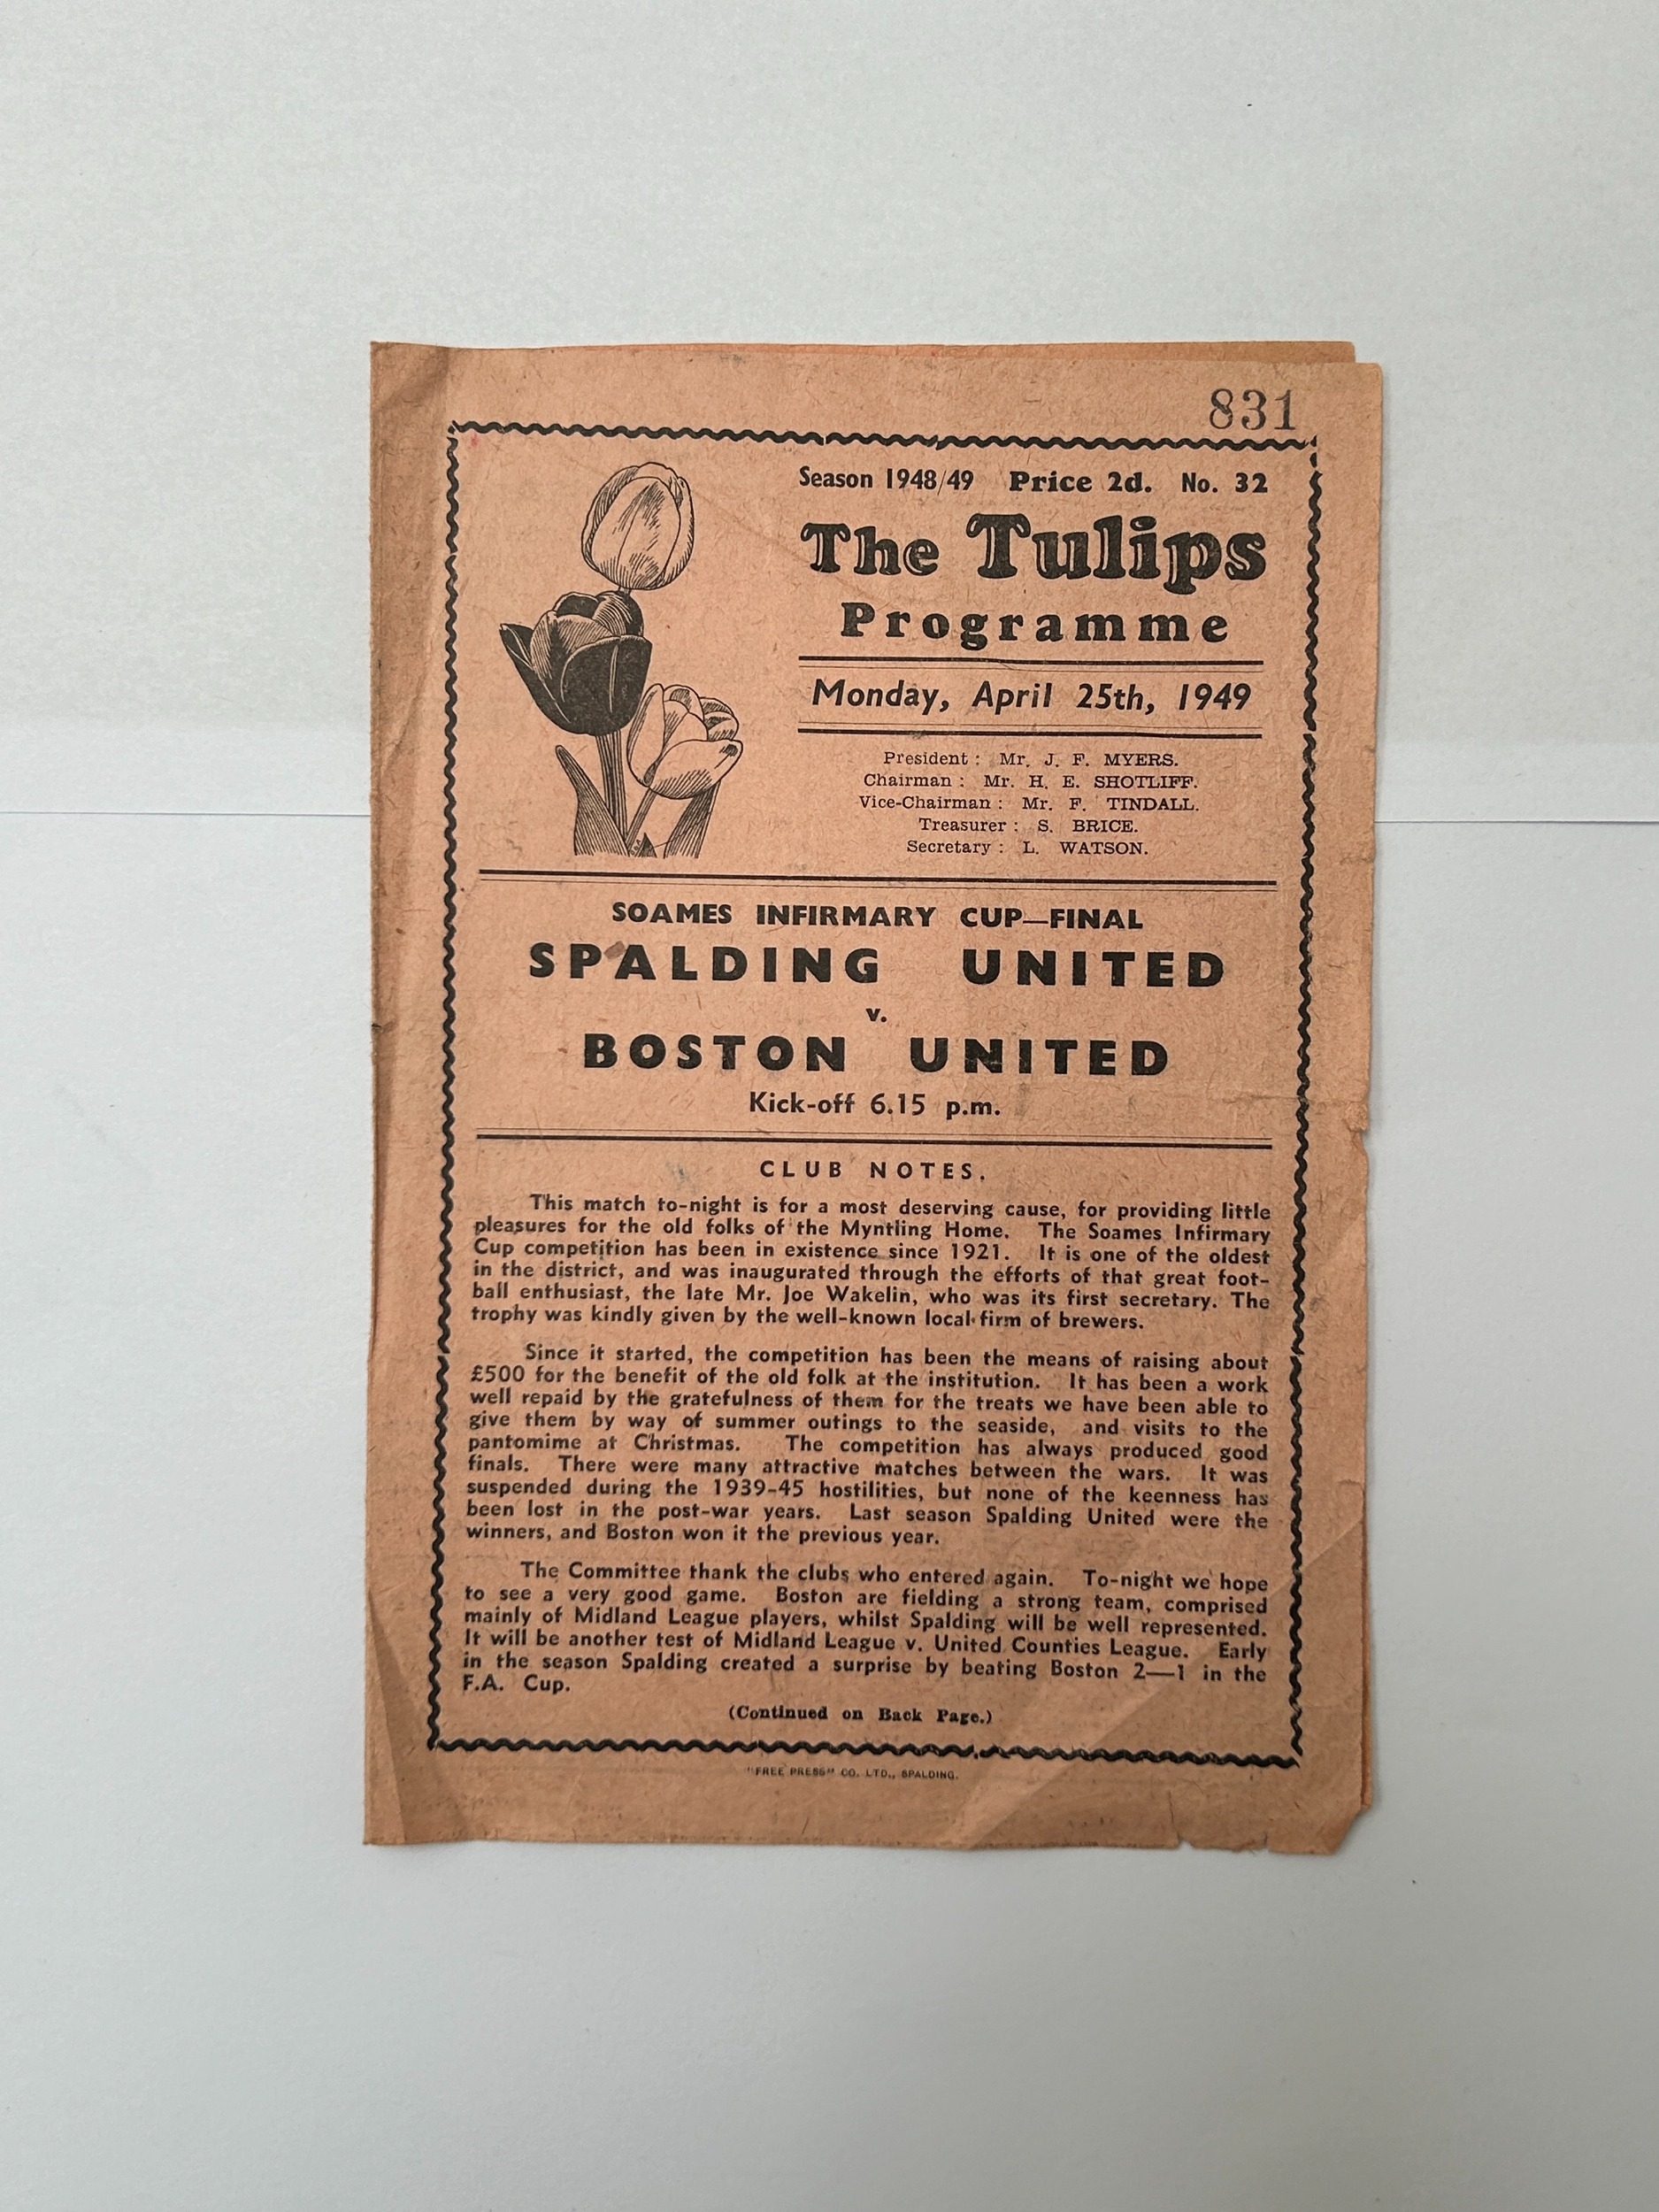 831
Season 1948/49 Price 2d. No. 32
The Tulips
Programme
Monday, April 25th, 1949
President : Mr. J. F. MYERS.
Chairman : Mr. H. E. SHOTLIFF.
Vice-Chairman : Mr. F. TINDALL.
Treasurer : S. BRICE.
Secretary : L. WATSON.
SOAMES INFIRMARY CUP—FINAL
SPALDING UNITED
v.
BOSTON UNITED
Kick-off 6.15 p.m.
CLUB NOTES.
This match to-night is for a most deserving cause, for providing little
pleasures for the old folks of the Myntling Home. The Soames Infirmary
Cup competition has been in existence since 1921. It is one of the oldest
in the district, and was inaugurated through the efforts of that great foot-
ball enthusiast, the late Mr. Joe Wakelin, who was its first secretary. The
trophy was kindly given by the well-known local firm of brewers.
Since it started, the competition has been the means of raising about
£500 for the benefit of the old folk at the institution. It has been a work
well repaid by the gratefulness of them for the treats we have been able to
give them by way of summer outings to the seaside, and visits to the
pantomime at Christmas. The competition has always produced good
finals. There were many attractive matches between the wars. It was
suspended during the 1939-45 hostilities, but none of the keenness has
been lost in the post-war years. Last season Spalding United were the
winners, and Boston won it the previous year.
The Committee thank the clubs who entered again. To-night we hope
to see a very good game. Boston are fielding a strong team, comprised
mainly of Midland League players, whilst Spalding will be well represented.
It will be another test of Midland League v. United Counties League. Early
in the season Spalding created a surprise by beating Boston 2—1 in the
F.A. Cup.
(Continued on Back Page.)
"FREE PRESS" CO. LTD., SPALDING.